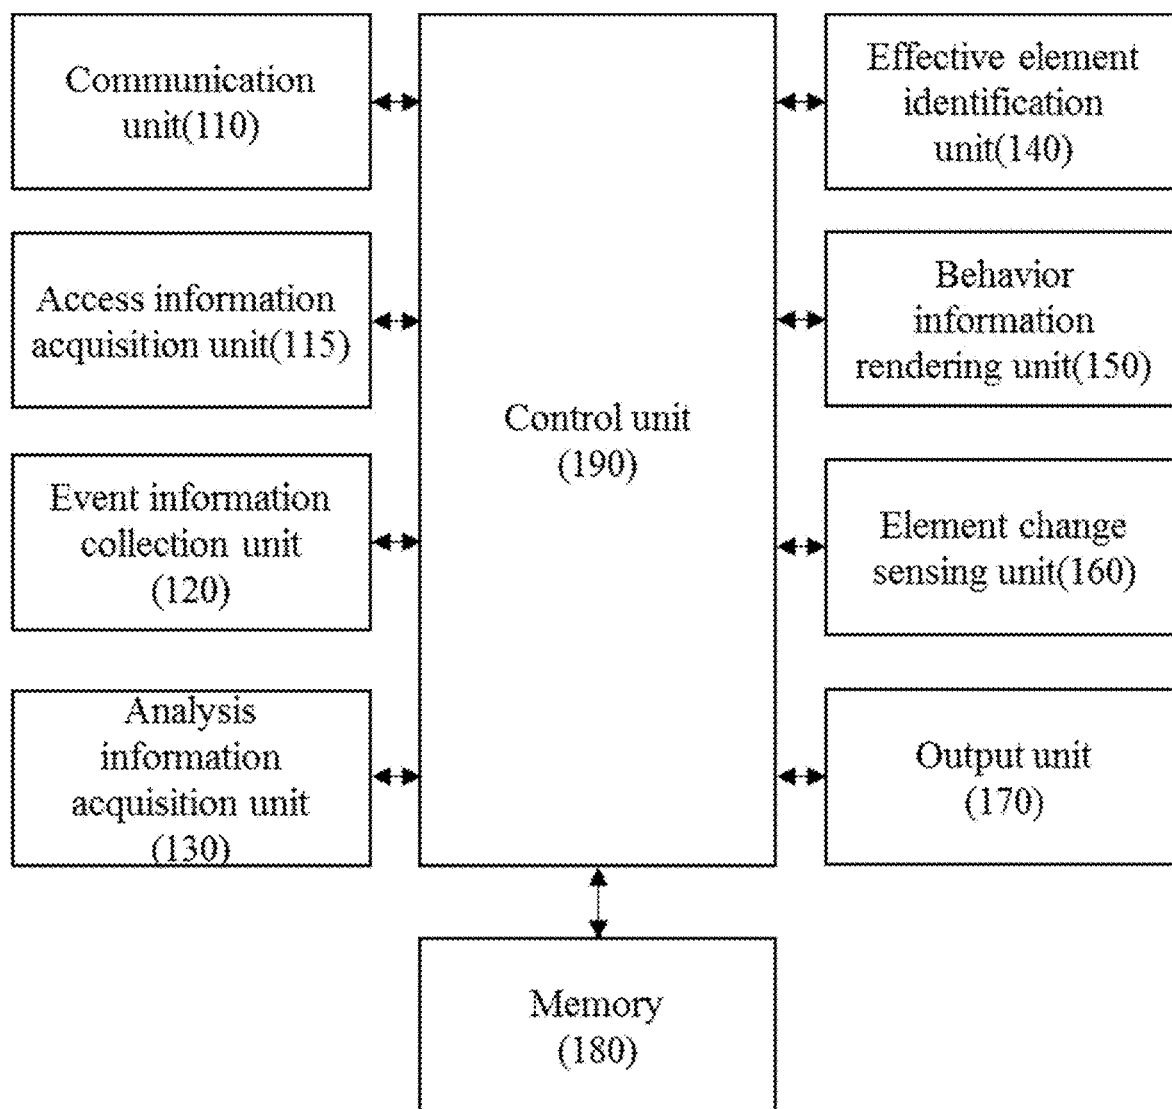 Communication
unit(110)
Access information
acquisition unit(115)
Event information
collection unit
(120)
Analysis
information
acquisition unit
(130)
Control unit
(190)
Effective element
identification
unit(140)
Behavior
information
rendering unit(150)
Element change
sensing unit(160)
Output unit
(170)
Memory
(180)